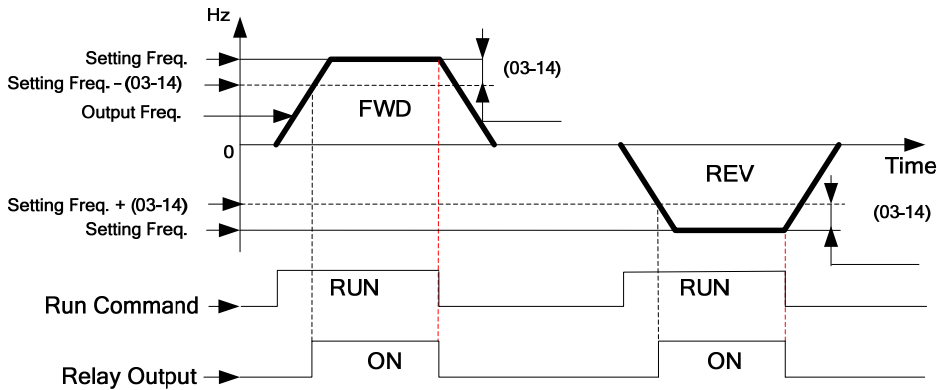 Hz
Setting Freq.
(03-14)
Setting Freq. - (03-14)
FWD
Output Freq.
0
Time
REV
Setting Freq. + (03-14)
(03-14)
Setting Freq.
RUN
RUN
Run Command
ON
ON
Relay Output